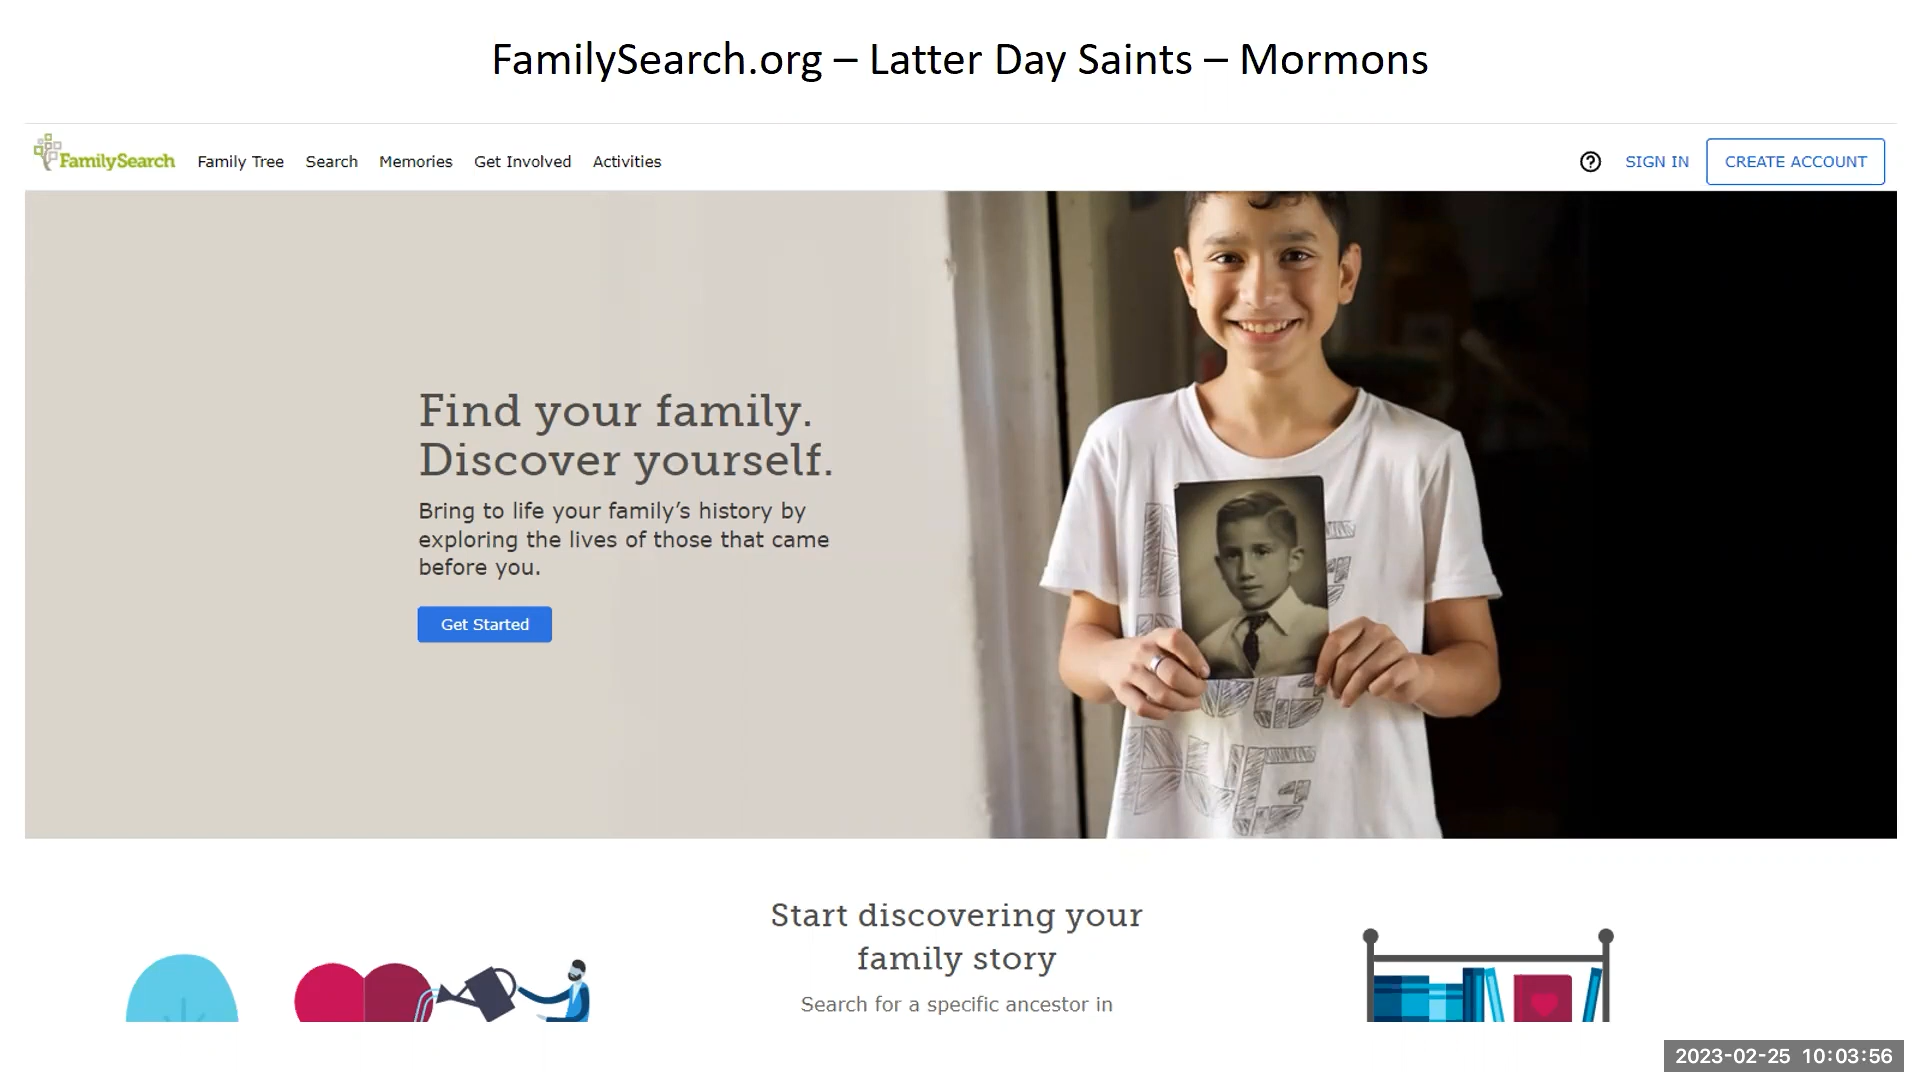 FamilySearch.org – Latter Day Saints – Mormons
FamilySearch Family Tree Search Memories Get Involved Activities ? SIGN IN CREATE ACCOUNT
Find your family.
Discover yourself.
Bring to life your family’s history by
exploring the lives of those that came
before you.
Get Started
Start discovering your
family story
Search for a specific ancestor in
2023-02-25 10:03:56